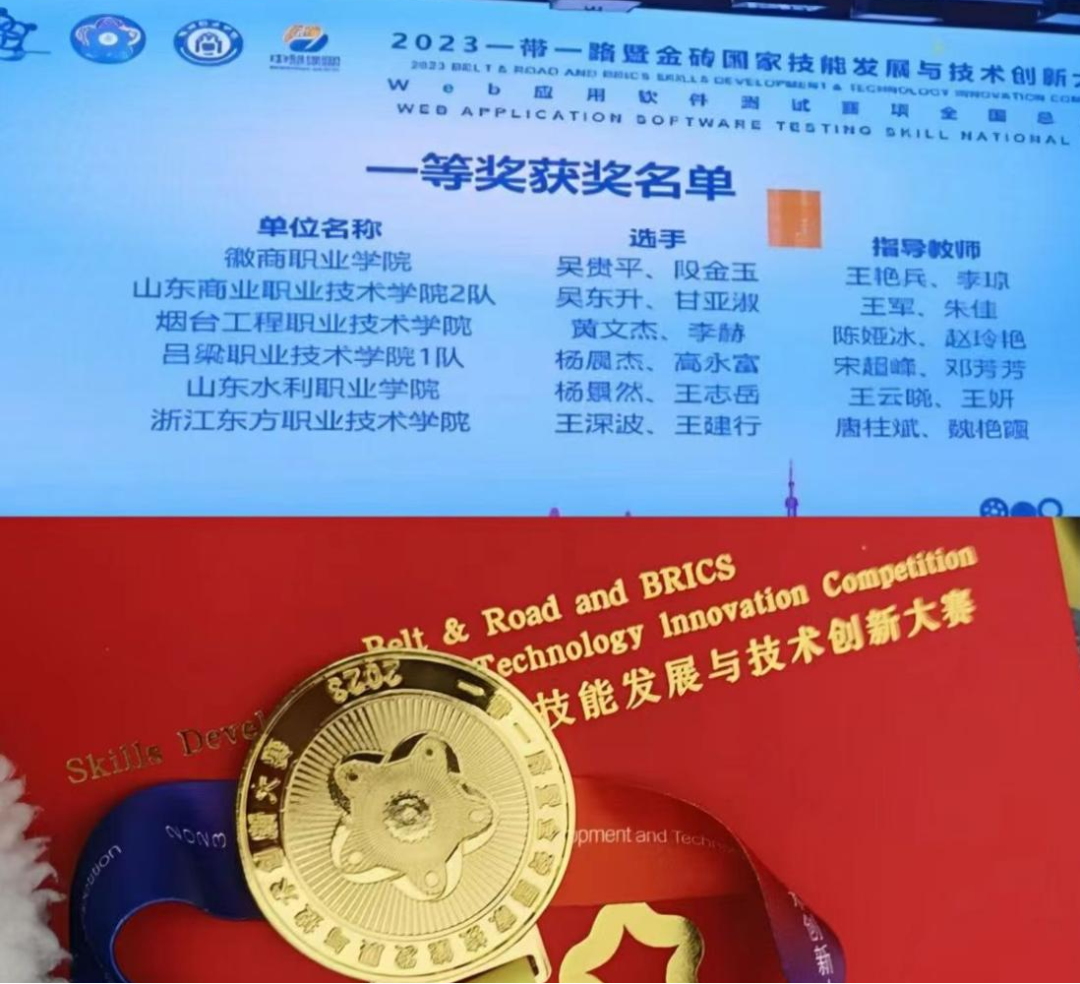 2023一带一路暨金砖国家技能发展与技术创新大
2023 BELT & ROAD AND BRICS SKILLS DEVELOPMENT & TECHNOLOGY INNOVATION COM
Web应用软件测试赛项全国总
WEB APPLICATION SOFTWARE TESTING SKILL NATIONAL
一等奖获奖名单
单位名称 选手 指导教师
徽商职业学院 吴贵平、段金玉 王艳兵、李琼
山东商业职业技术学院2队 吴东升、甘亚淑 王军、朱佳
烟台工程职业技术学院 黄文杰、李赫 陈娅冰、赵玲艳
吕梁职业技术学院1队 杨晨杰、高永富 宋超峰、邓芳芳
山东水利职业学院 杨景然、王志岳 王云晓、王妍
浙江东方职业技术学院 王深波、王建行 唐柱斌、魏艳
Belt & Road and BRICS
Skills Devel Technology Innovation Competition
技能发展与技术创新大赛
2023
2023
opment and Techn
创新